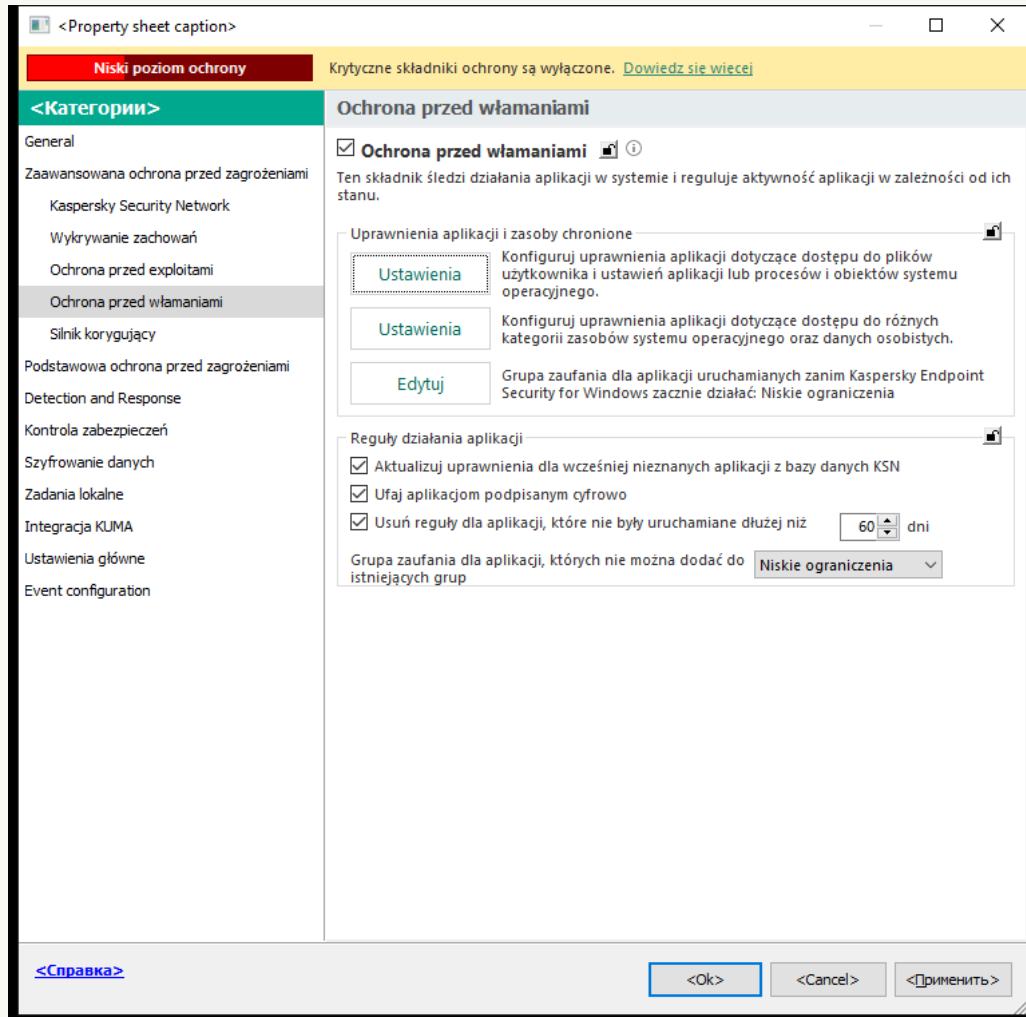 <Property sheet caption>
Niski poziom ochrony
Krytyczne składniki ochrony są wyłączone. Dowiedz się więcej
<Категории>
Ochrona przed włamaniami
General
Zaawansowana ochrona przed zagrożeniami
Kaspersky Security Network
Wykrywanie zachowań
Ochrona przed exploitami
Ochrona przed włamaniami
Silnik korygujący
Podstawowa ochrona przed zagrożeniami
Detection and Response
Kontrola zabezpieczeń
Szyfrowanie danych
Zadania lokalne
Integracja KUMA
Ustawienia główne
Event configuration
Ochrona przed włamaniami
Ten składnik śledzi działania aplikacji w systemie i reguluje aktywność aplikacji w zależności od ich
stanu.
Uprawnienia aplikacji i zasoby chronione
Ustawienia
Konfiguruj uprawnienia aplikacji dotyczące dostępu do plików
użytkownika i ustawień aplikacji lub procesów i obiektów systemu
operacyjnego.
Ustawienia
Konfiguruj uprawnienia aplikacji dotyczące dostępu do różnych
kategorii zasobów systemu operacyjnego oraz danych osobistych.
Edytuj
Grupa zaufania dla aplikacji uruchamianych zanim Kaspersky Endpoint
Security for Windows zacznie działać: Niskie ograniczenia
Reguły działania aplikacji
Aktualizuj uprawnienia dla wcześniej nieznanych aplikacji z bazy danych KSN
Ufaj aplikacjom podpisanym cyfrowo
Usuń reguły dla aplikacji, które nie były uruchamiane dłużej niż 60 dni
Grupa zaufania dla aplikacji, których nie można dodać do
istniejących grup
Niskie ograniczenia
<Справка>
<Ok>
<Cancel>
<Применить>